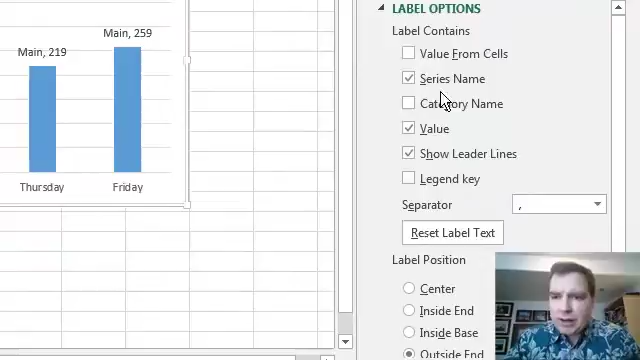 Main, 219
Main, 259
Thursday
Friday
LABEL OPTIONS
Label Contains
Value From Cells
Series Name
Category Name
Value
Show Leader Lines
Legend key
Separator
,
Reset Label Text
Label Position
Center
Inside End
Inside Base
Outside End